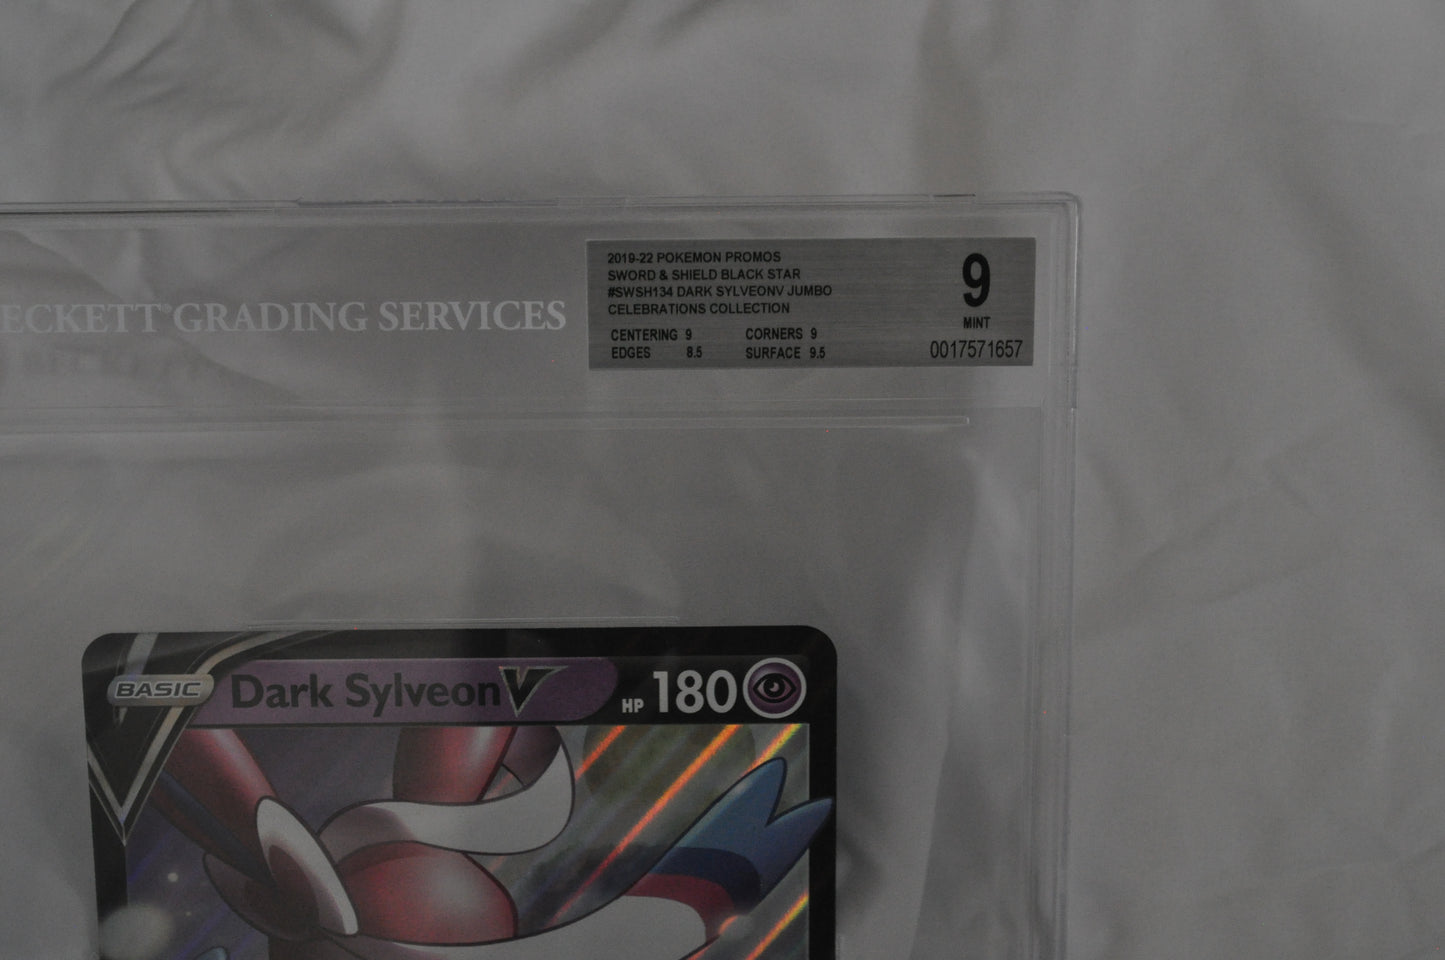 ECKETT® GRADING SERVICES
2019-22 POKEMON PROMOS
SWORD & SHIELD BLACK STAR
#SWSH134 DARK SYLVEONV JUMBO
CELEBRATIONS COLLECTION
CENTERING 9 CORNERS 9
EDGES 8.5 SURFACE 9.5
9
MINT
0017571657
BASIC Dark Sylveon V HP 180